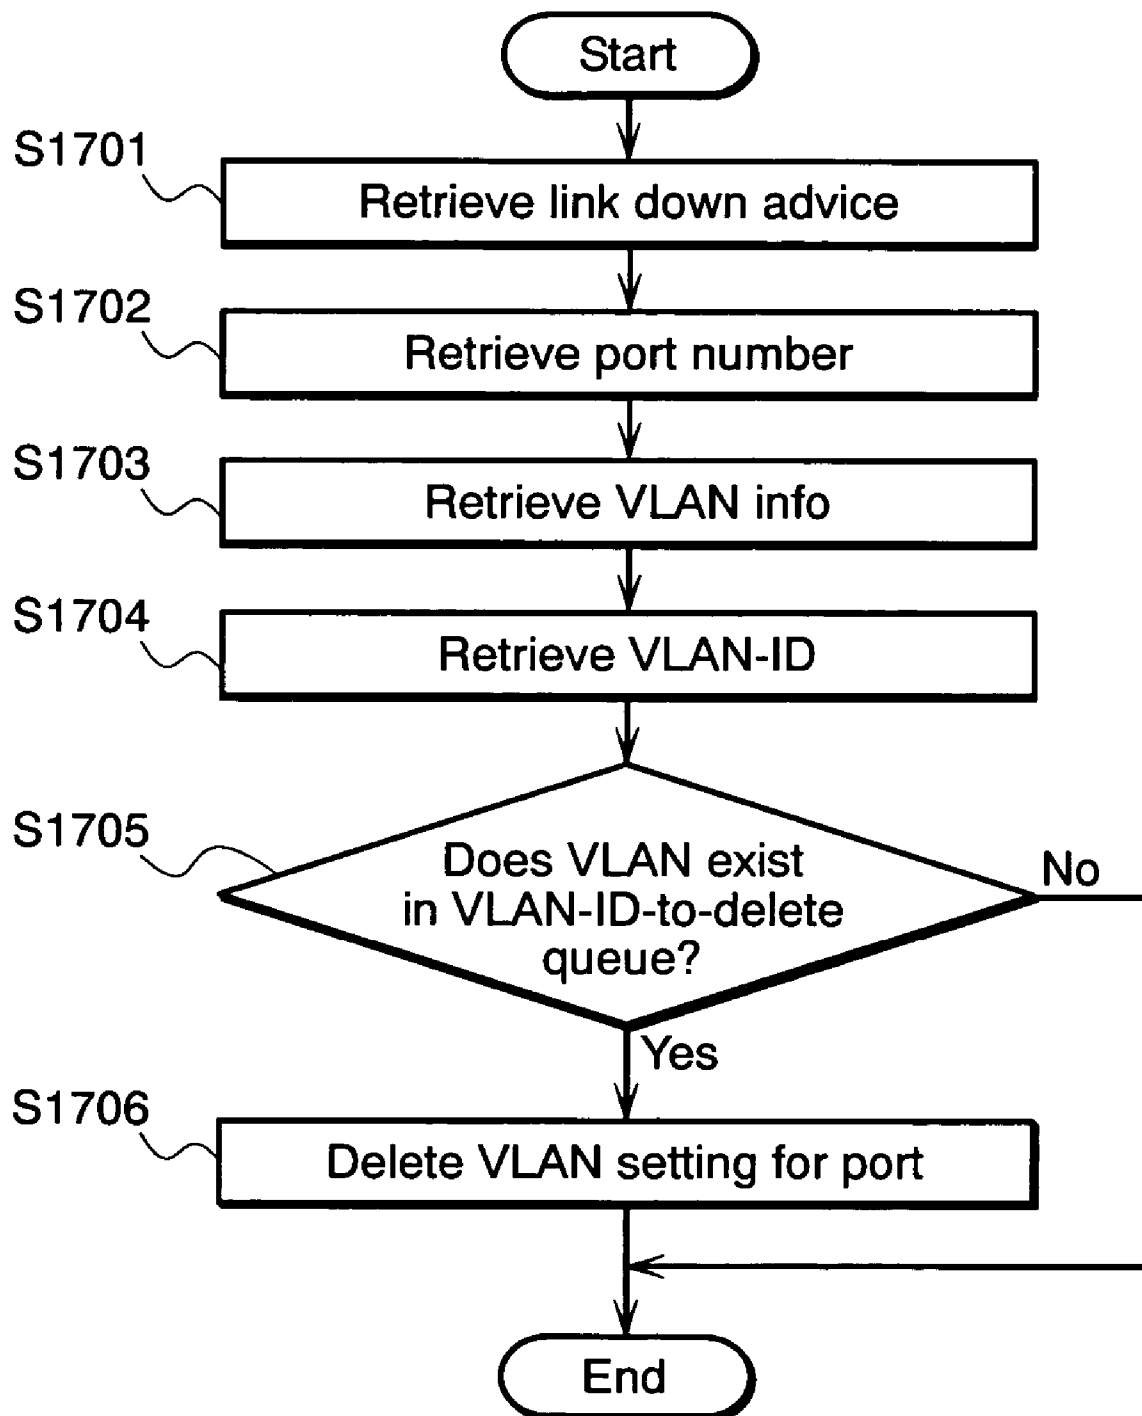 Start
S1701
Retrieve link down advice
S1702
Retrieve port number
S1703
Retrieve VLAN info
S1704
Retrieve VLAN-ID
S1705
Does VLAN exist
in VLAN-ID-to-delete
queue?
No
Yes
S1706
Delete VLAN setting for port
End